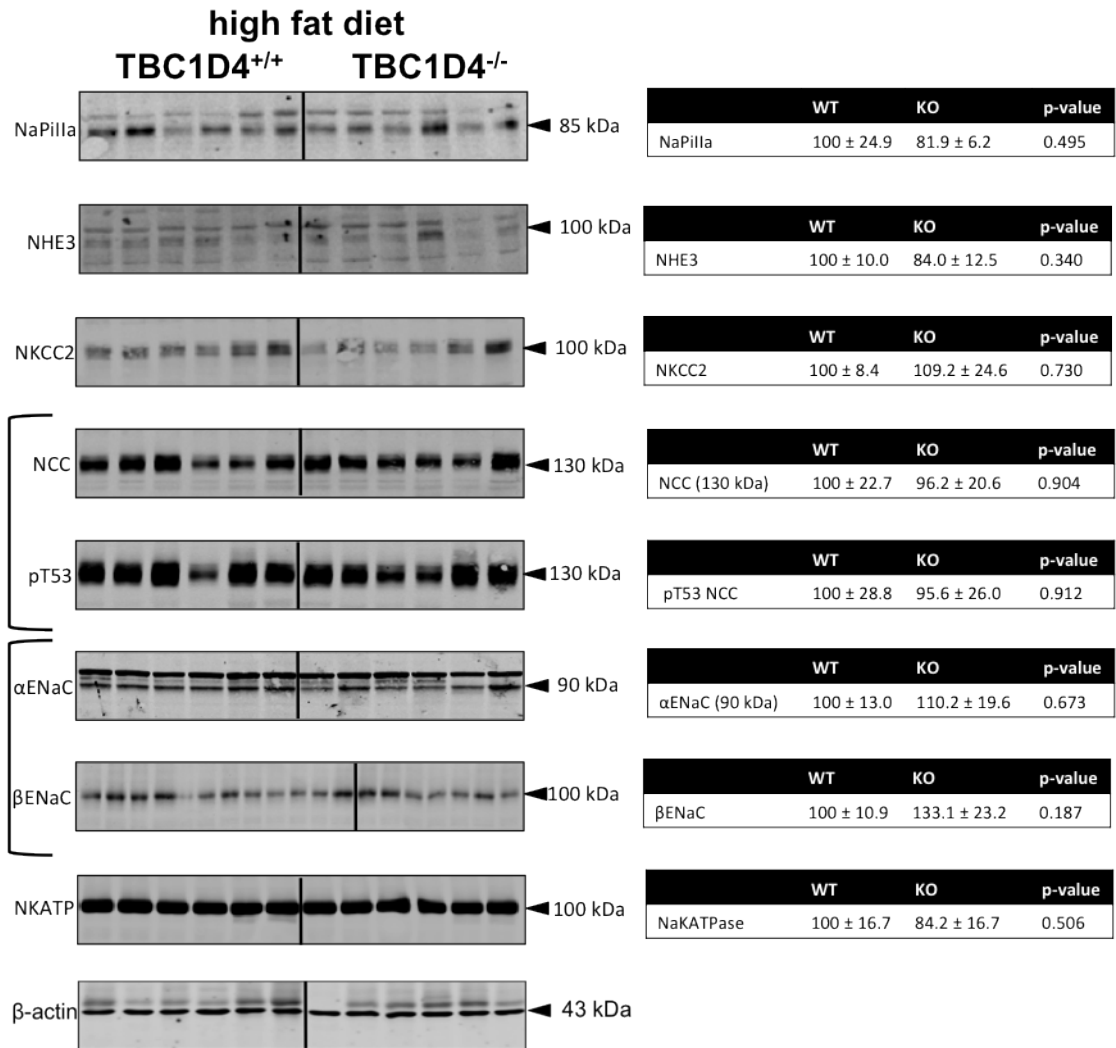 high fat diet
TBC1D4+/+ TBC1D4-/-
NaPiIIa 85 kDa
WT KO p-value
NaPiIIa 100 ± 24.9 81.9 ± 6.2 0.495
NHE3 100 kDa
WT KO p-value
NHE3 100 ± 10.0 84.0 ± 12.5 0.340
NKCC2 100 kDa
WT KO p-value
NKCC2 100 ± 8.4 109.2 ± 24.6 0.730
NCC 130 kDa
WT KO p-value
NCC (130 kDa) 100 ± 22.7 96.2 ± 20.6 0.904
pT53 130 kDa
WT KO p-value
pT53 NCC 100 ± 28.8 95.6 ± 26.0 0.912
αENaC 90 kDa
WT KO p-value
αENaC (90 kDa) 100 ± 13.0 110.2 ± 19.6 0.673
βENaC 100 kDa
WT KO p-value
βENaC 100 ± 10.9 133.1 ± 23.2 0.187
NKATP 100 kDa
WT KO p-value
NaKATPase 100 ± 16.7 84.2 ± 16.7 0.506
β-actin 43 kDa